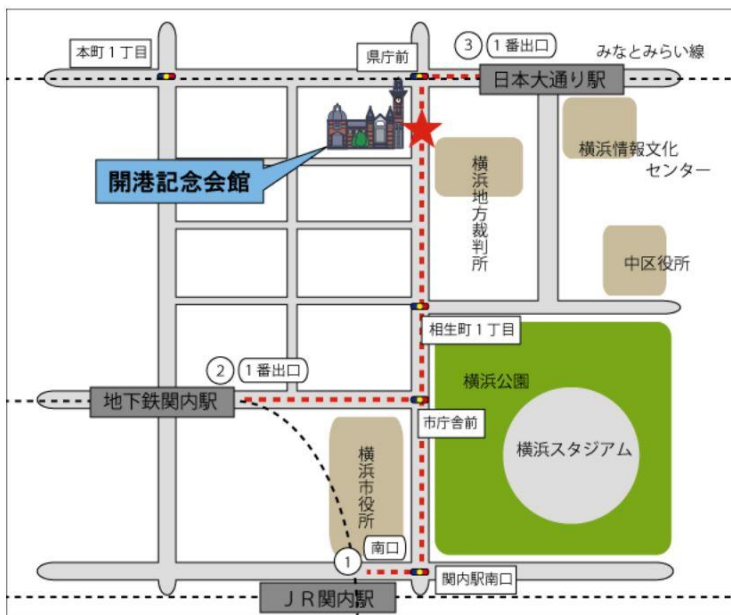 本町1丁目
県庁前
3
1番出口
みなとみらい線
日本大通り駅
開港記念会館
横浜地方裁判所
横浜情報文化
センター
中区役所
相生町1丁目
2
1番出口
地下鉄関内駅
横浜公園
市庁舎前
横浜スタジアム
横浜市役所
南口
1
関内駅南口
JR関内駅